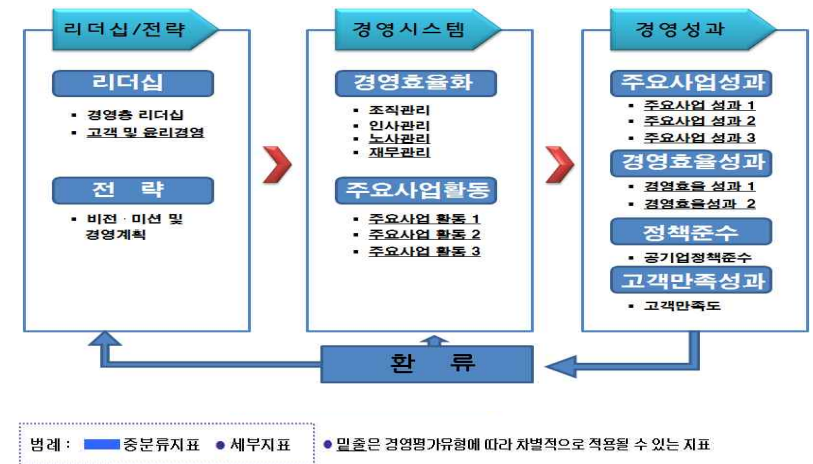 리더십/전략
리더십
▪ 경영층 리더십
▪ 고객 및 윤리경영
전 략
▪ 비전·미션 및
경영계획
경영시스템
경영효율화
▪ 조직관리
▪ 인사관리
▪ 노사관리
▪ 재무관리
주요사업활동
▪ 주요사업 활동 1
▪ 주요사업 활동 2
▪ 주요사업 활동 3
경영성과
주요사업성과
▪ 주요사업 성과 1
▪ 주요사업 성과 2
▪ 주요사업 성과 3
경영효율성과
▪ 경영효율 성과 1
▪ 경영효율성과 2
정책준수
▪ 공기업정책준수
고객만족성과
▪ 고객만족도
환 류
범례 : 중분류지표 ● 세부지표 ● 밑줄은 경영평가유형에 따라 차별적으로 적용될 수 있는 지표